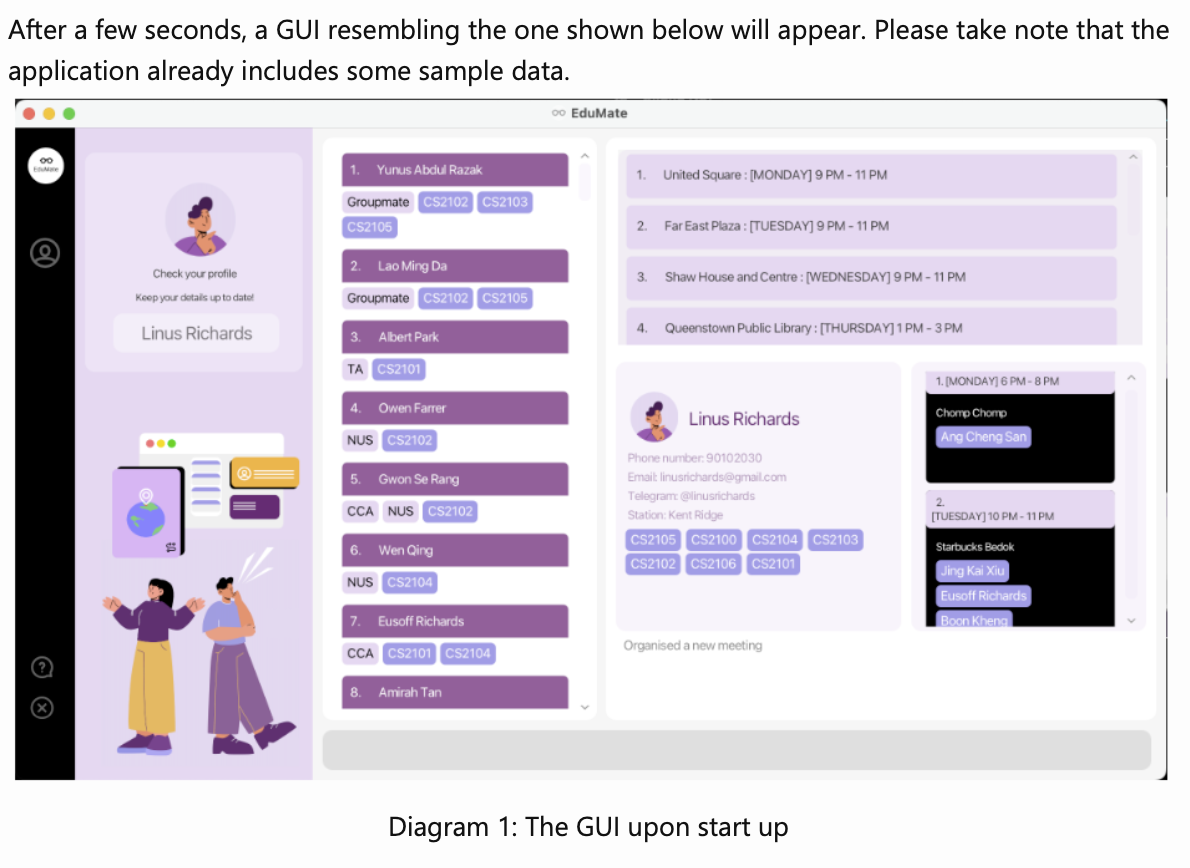 After a few seconds, a GUI resembling the one shown below will appear. Please take note that the
application already includes some sample data.
EduMate
EduMate
Check your profile
Keep your details up to date!
Linus Richards
1. Yunus Abdul Razak
Groupmate CS2102 CS2103
CS2105
2. Lao Ming Da
Groupmate CS2102 CS2105
3. Albert Park
TA CS2101
4. Owen Farrer
NUS CS2102
5. Gwon Se Rang
CCA NUS CS2102
6. Wen Qing
NUS CS2104
7. Eusoff Richards
CCA CS2101 CS2104
8. Amirah Tan
1. United Square : [MONDAY] 9 PM - 11 PM
2. Far East Plaza : [TUESDAY] 9 PM - 11 PM
3. Shaw House and Centre : [WEDNESDAY] 9 PM - 11 PM
4. Queenstown Public Library : [THURSDAY] 1 PM - 3 PM
Linus Richards
Phone number: 90102030
Email: linusrichards@gmail.com
Telegram: @linusrichards
Station: Kent Ridge
CS2105 CS2100 CS2104 CS2103
CS2102 CS2106 CS2101
1. [MONDAY] 6 PM - 8 PM
Chomp Chomp
Ang Cheng San
2.
[TUESDAY] 10 PM - 11 PM
Starbucks Bedok
Jing Kai Xiu
Eusoff Richards
Boon Kheng
Organised a new meeting
Diagram 1: The GUI upon start up